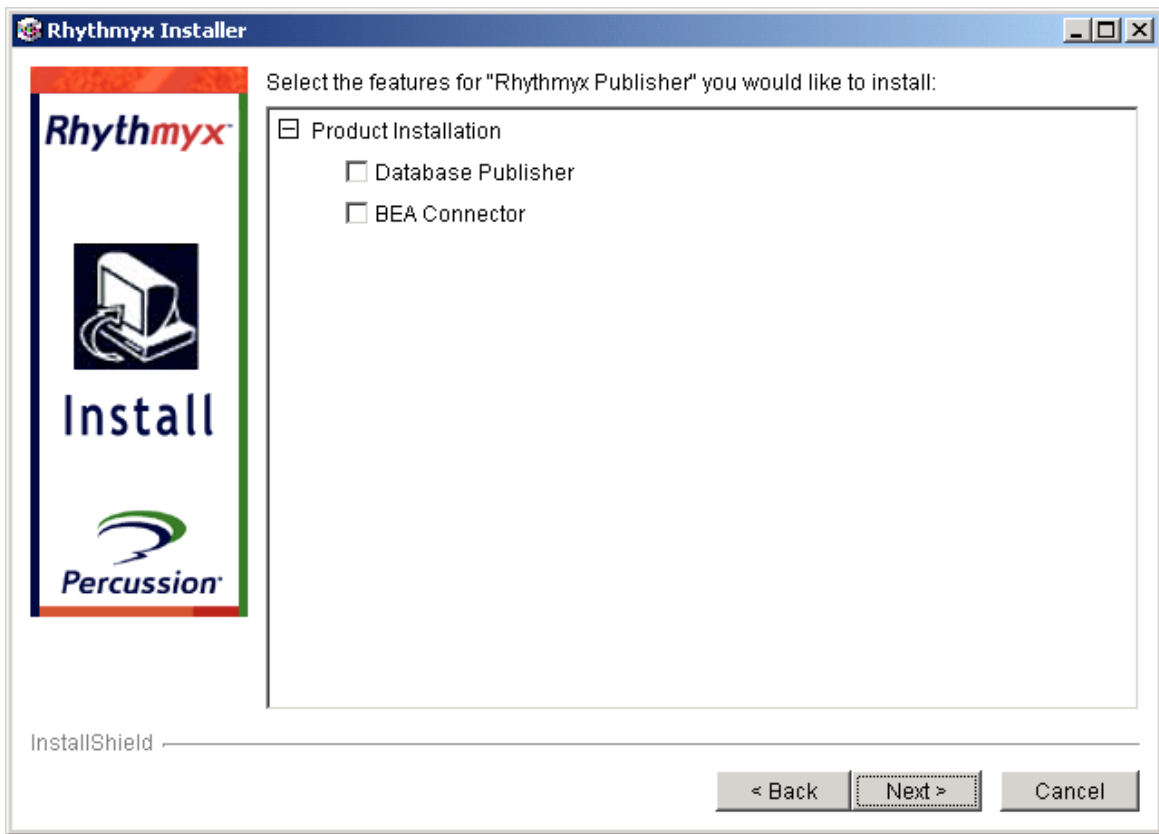 Rhythmyx Installer
Select the features for "Rhythmyx Publisher" you would like to install:
Rhythmyx
Product Installation
Database Publisher
BEA Connector
Install
Percussion
InstallShield
< Back
Next >
Cancel